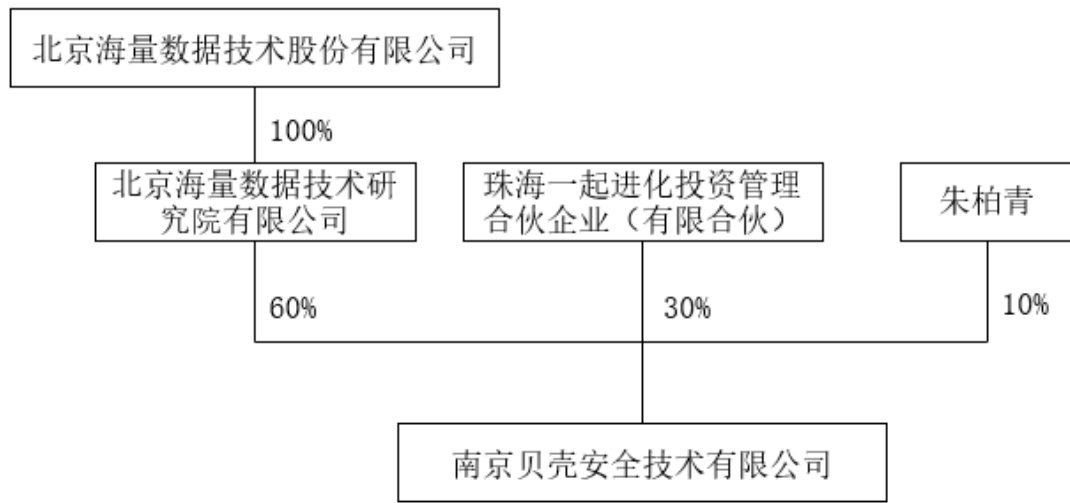 北京海量数据技术股份有限公司
100%
北京海量数据技术研
究院有限公司
珠海一起进化投资管理
合伙企业（有限合伙）
朱柏青
60%
30%
10%
南京贝壳安全技术有限公司